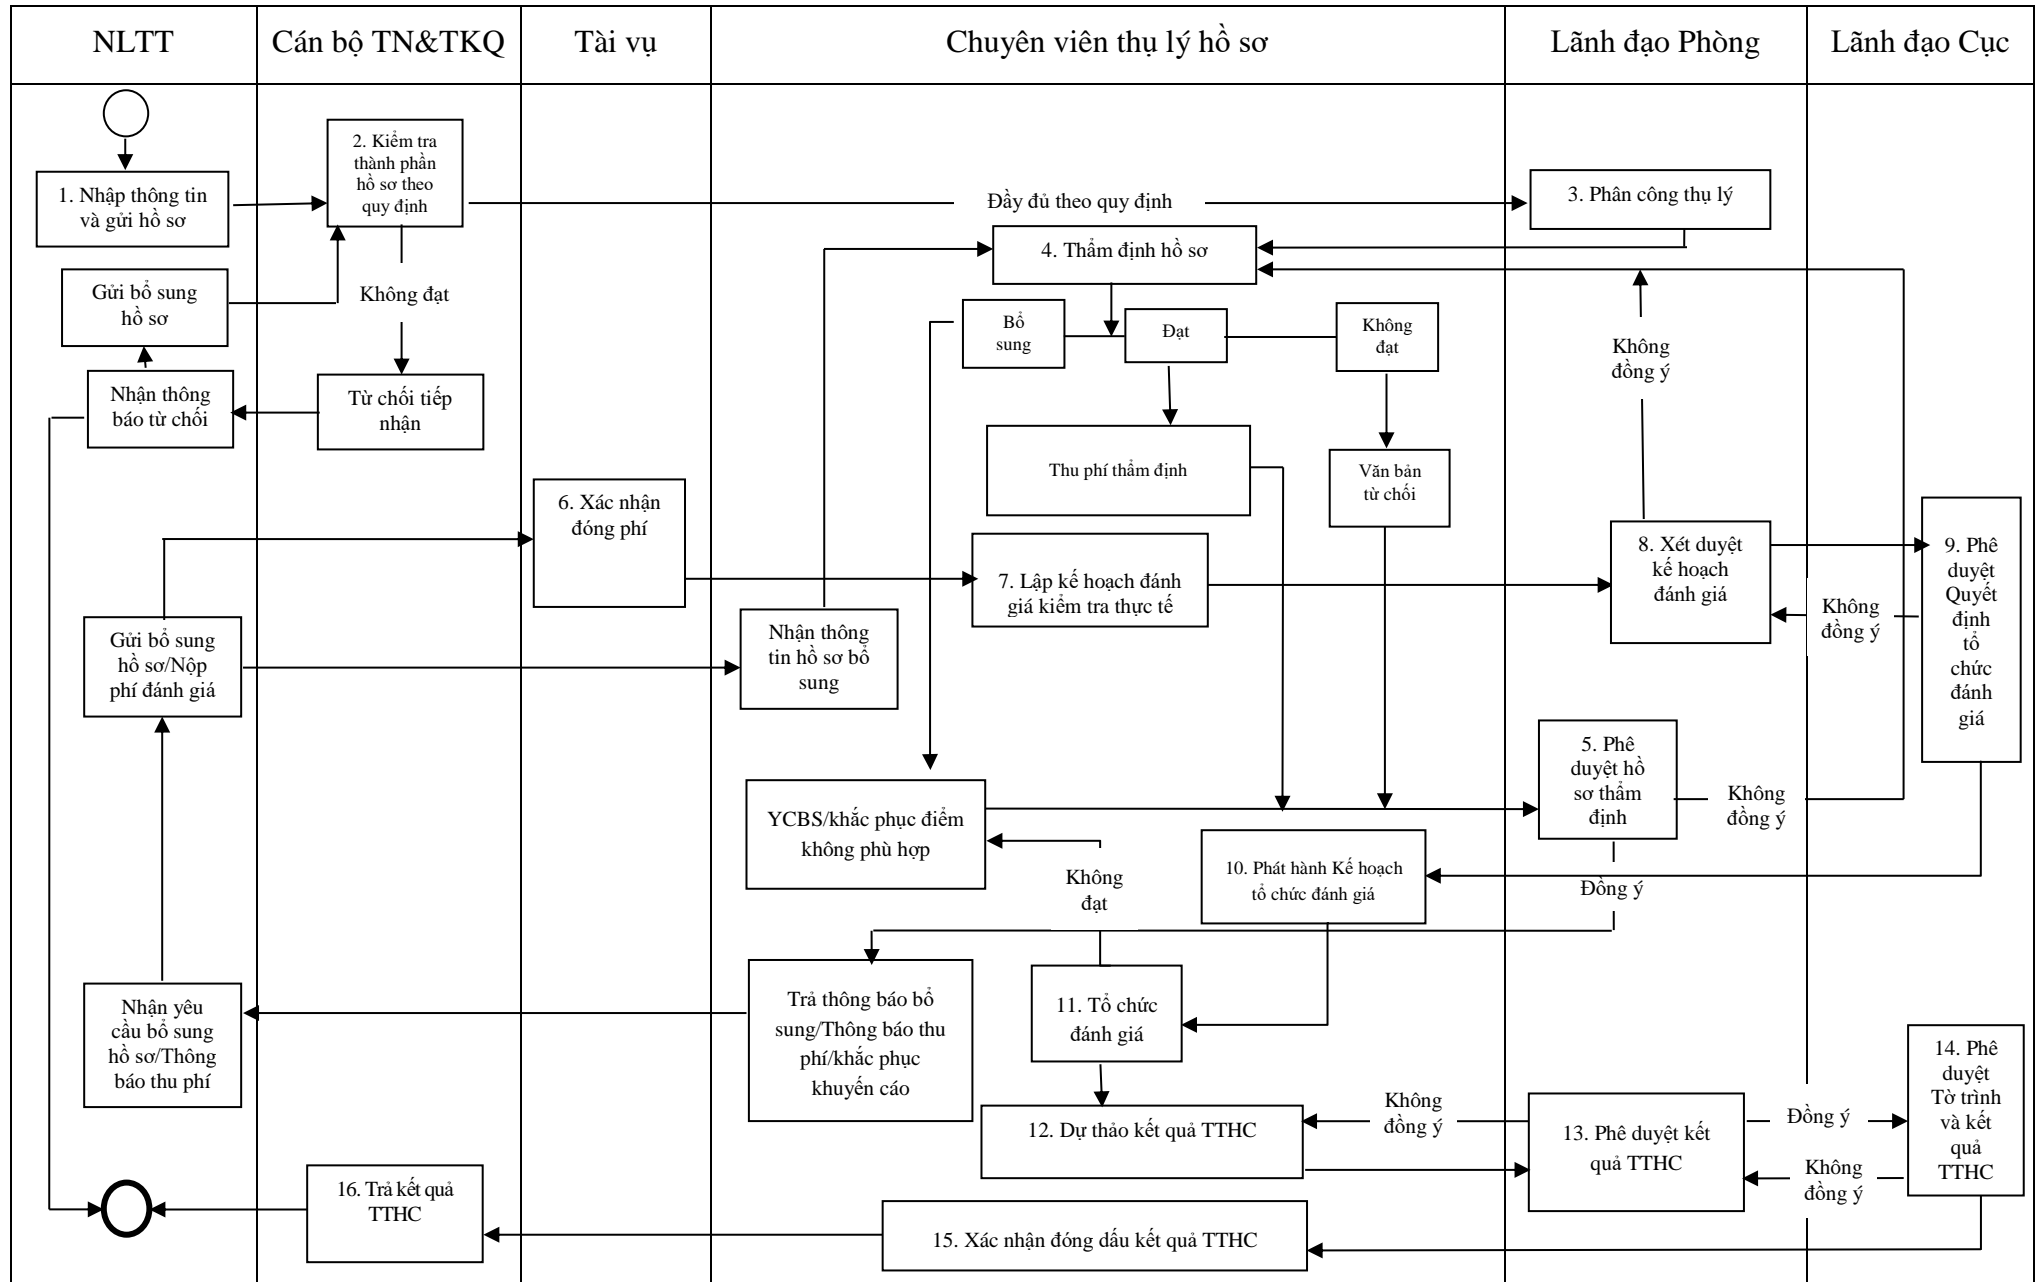 NLTT
Cán bộ TN&TKQ
Tài vụ
Chuyên viên thụ lý hồ sơ
Lãnh đạo Phòng
Lãnh đạo Cục
1. Nhập thông tin
và gửi hồ sơ
2. Kiểm tra
thành phần
hồ sơ theo
quy định
Đầy đủ theo quy định
3. Phân công thụ lý
4. Thẩm định hồ sơ
Gửi bổ sung
hồ sơ
Không đạt
Bổ
sung
Đạt
Không
đạt
Không
đồng ý
Nhận thông
báo từ chối
Từ chối tiếp
nhận
Thu phí thẩm định
Văn bản
từ chối
6. Xác nhận
đóng phí
7. Lập kế hoạch đánh
giá kiểm tra thực tế
8. Xét duyệt
kế hoạch
đánh giá
9. Phê
duyệt
Quyết
định
tổ
chức
đánh
giá
Không
đồng ý
Gửi bổ sung
hồ sơ/Nộp
phí đánh giá
Nhận thông
tin hồ sơ bổ
sung
5. Phê
duyệt hồ
sơ thẩm
định
Không
đồng ý
YCBS/khắc phục điểm
không phù hợp
Không
đạt
10. Phát hành Kế hoạch
tổ chức đánh giá
Đồng ý
Nhận yêu
cầu bổ sung
hồ sơ/Thông
báo thu phí
Trả thông báo bổ
sung/Thông báo thu
phí/khắc phục
khuyến cáo
11. Tổ chức
đánh giá
12. Dự thảo kết quả TTHC
Không
đồng ý
13. Phê duyệt kết
quả TTHC
Đồng ý
Không
đồng ý
14. Phê
duyệt
Tờ trình
và kết
quả
TTHC
16. Trả kết quả
TTHC
15. Xác nhận đóng dấu kết quả TTHC